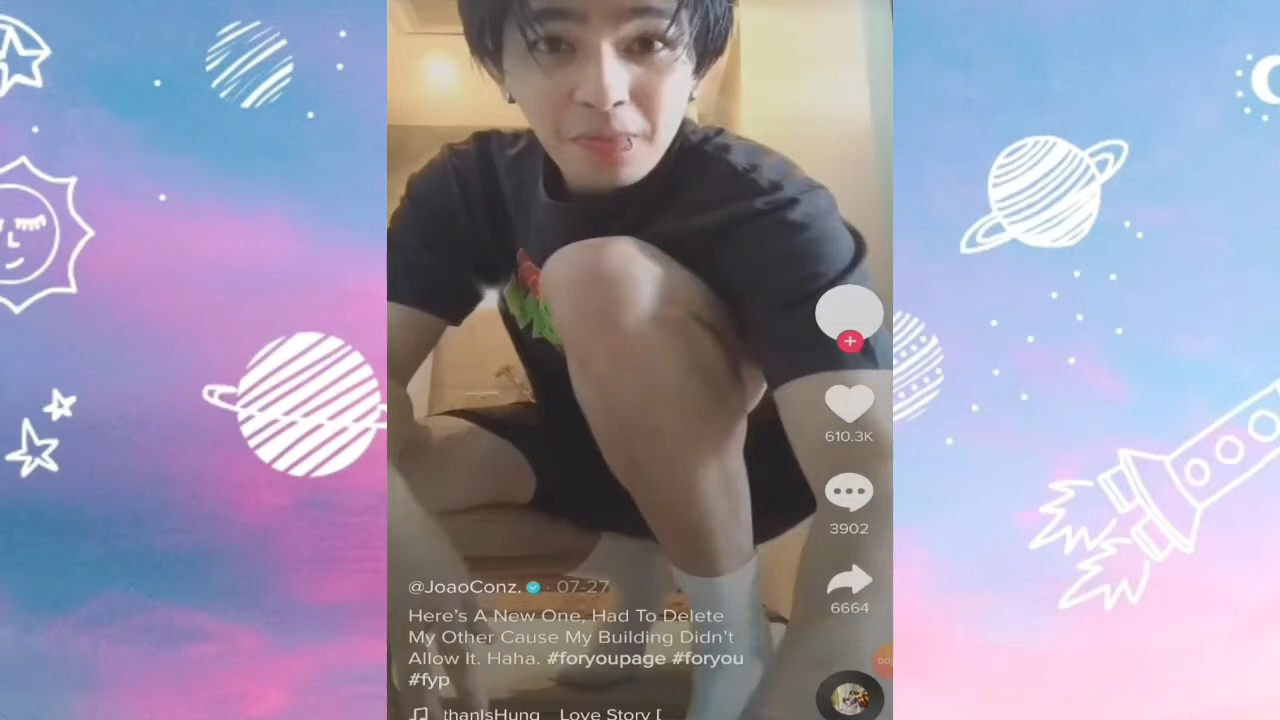 610.3K
3902
6664
@JoaoConz. · 07-27
Here's A New One, Had To Delete
My Other Cause My Building Didn't
Allow It. Haha. #foryoupage #foryou
#fyp
thanIsHung Love Story [